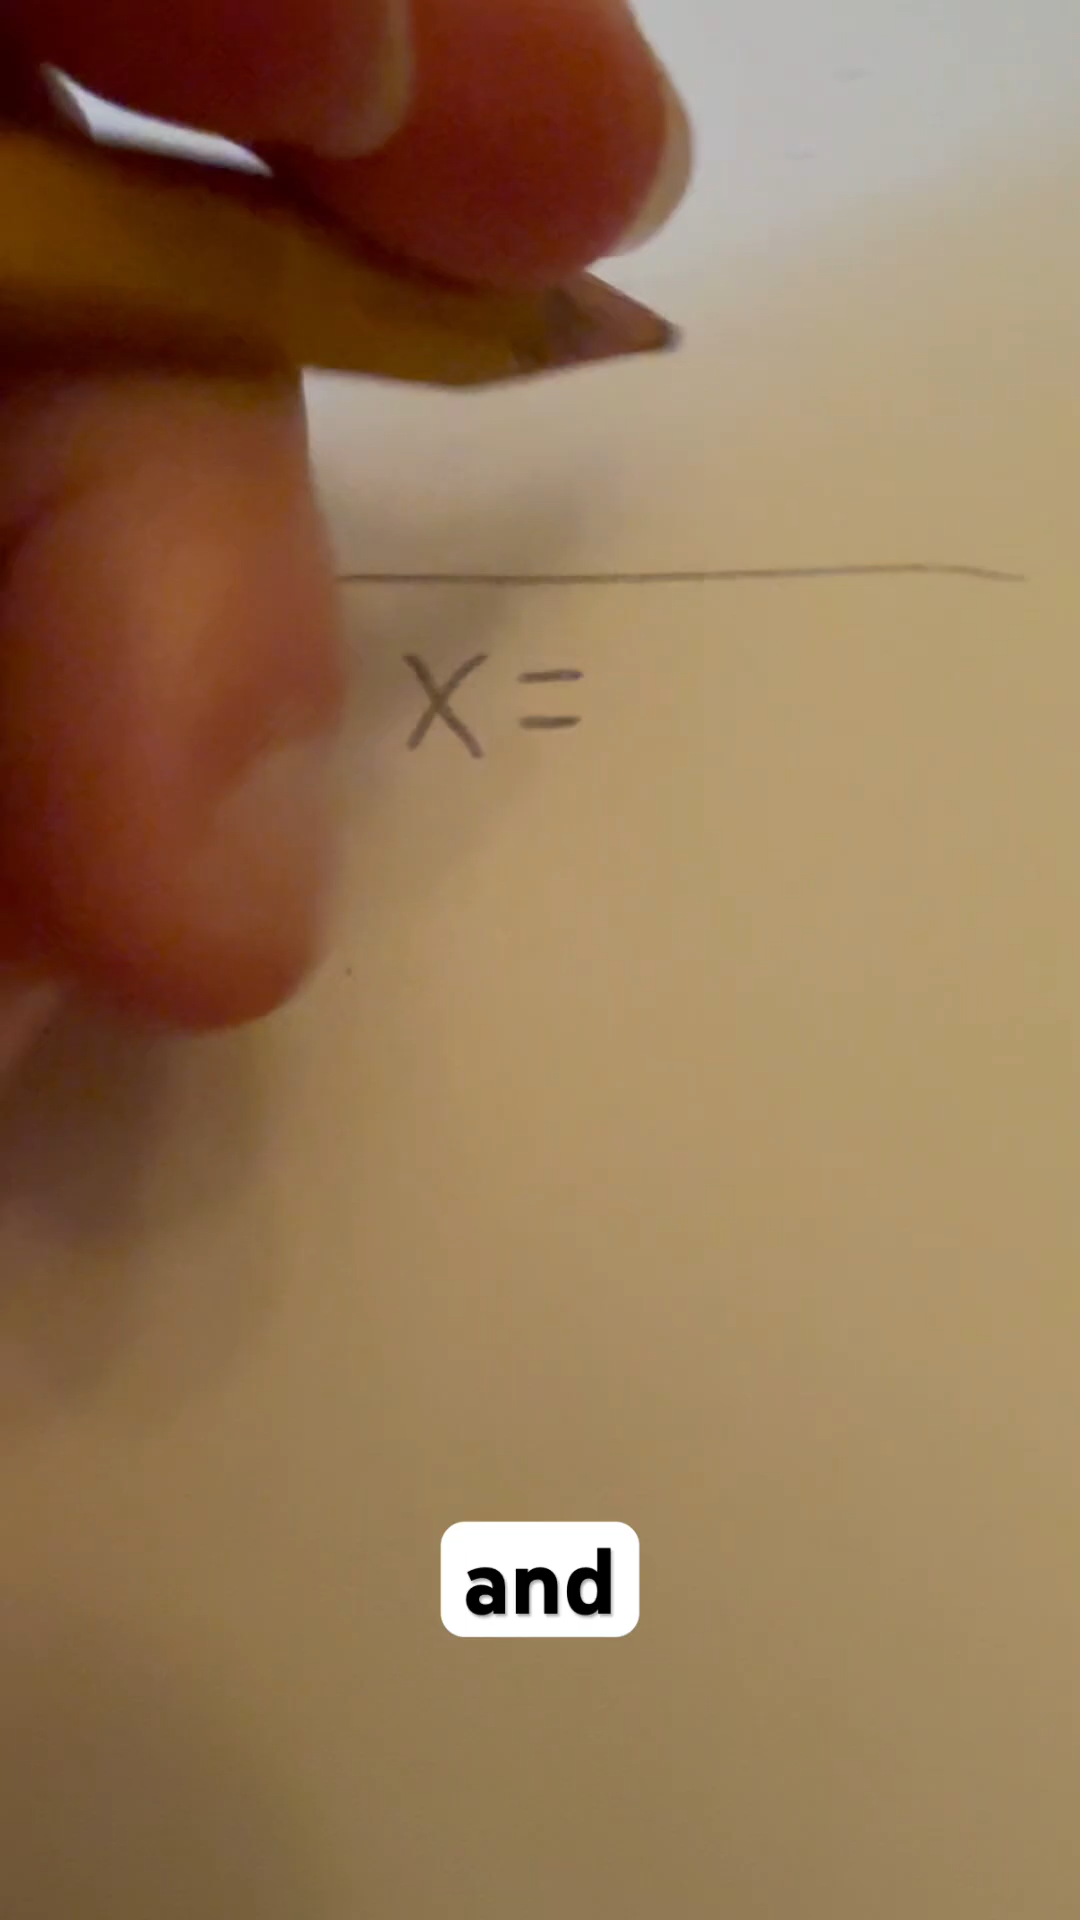 X =
and